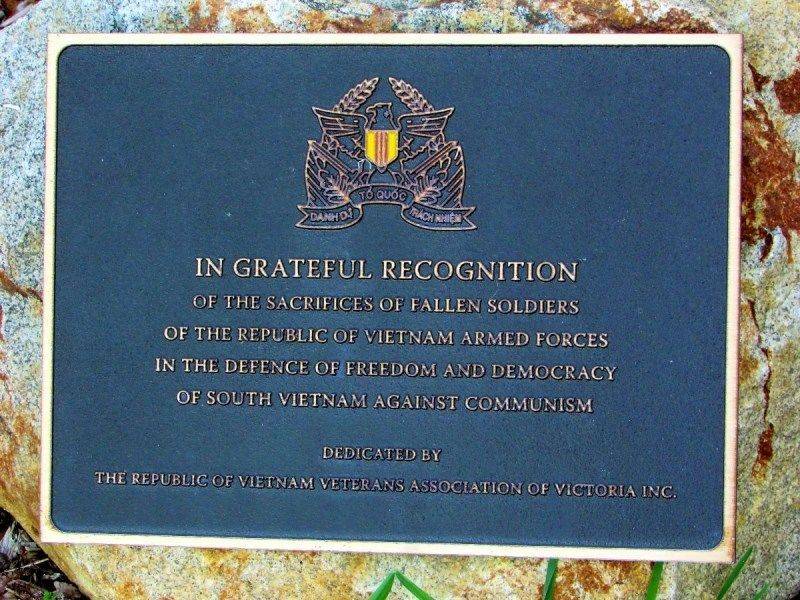 TỔ QUỐC
DANH DỰ TRÁCH NHIỆM
IN GRATEFUL RECOGNITION
OF THE SACRIFICES OF FALLEN SOLDIERS
OF THE REPUBLIC OF VIETNAM ARMED FORCES
IN THE DEFENCE OF FREEDOM AND DEMOCRACY
OF SOUTH VIETNAM AGAINST COMMUNISM
DEDICATED BY
THE REPUBLIC OF VIETNAM VETERANS ASSOCIATION OF VICTORIA INC.